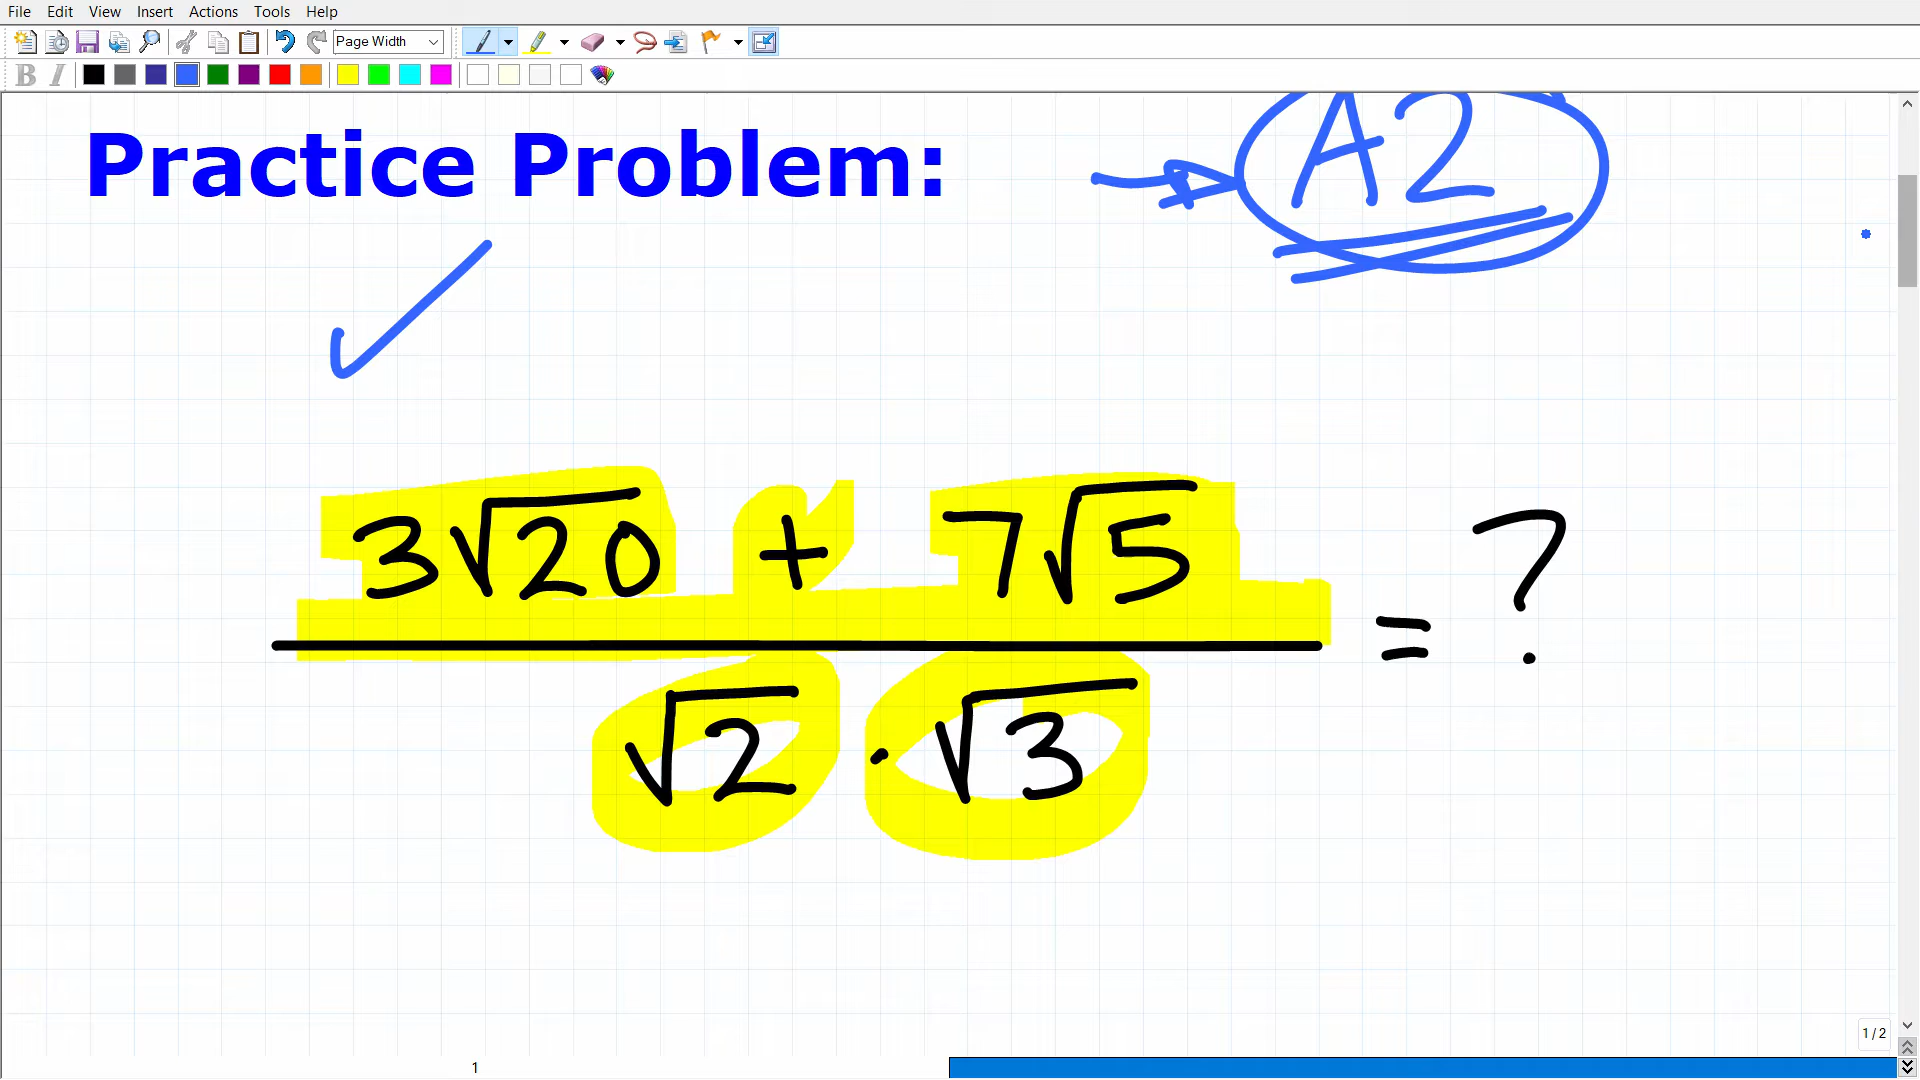 File Edit View Insert Actions Tools Help
Page Width
B I
Practice Problem:
A2
3√20 + 7√5
= ?
√2 · √3
1 / 2
1